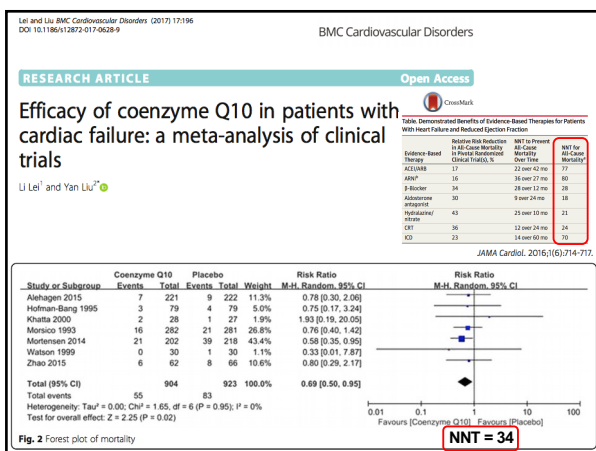 Lei and Liu BMC Cardiovascular Disorders (2017) 17:196
DOI 10.1186/s12872-017-0628-9
BMC Cardiovascular Disorders
RESEARCH ARTICLE Open Access
CrossMark
Efficacy of coenzyme Q10 in patients with
cardiac failure: a meta-analysis of clinical
trials
Li Lei1 and Yan Liu2*
Table. Demonstrated Benefits of Evidence-Based Therapies for Patients
With Heart Failure and Reduced Ejection Fraction
Evidence-Based Therapy Relative Risk Reduction in All-Cause Mortality in Pivotal Randomized Clinical Trial(s), % NNT to Prevent All-Cause Mortality Over Time NNT for All-Cause Mortalitya
ACEI/ARB 17 22 over 42 mo 77
ARNIa 16 36 over 27 mo 80
β-Blocker 34 28 over 12 mo 28
Aldosterone antagonist 30 9 over 24 mo 18
Hydralazine/nitrate 43 25 over 10 mo 21
CRT 36 12 over 24 mo 24
ICD 23 14 over 60 mo 70
JAMA Cardiol. 2016;1(6):714-717.
Coenzyme Q10 Placebo Risk Ratio Risk Ratio
Study or Subgroup Events Total Events Total Weight M-H. Random. 95% CI M-H. Random. 95% CI
Alehagen 2015 7 221 9 222 11.3% 0.78 [0.30, 2.06]
Hofman-Bang 1995 3 79 4 79 5.0% 0.75 [0.17, 3.24]
Khatta 2000 2 28 1 27 1.9% 1.93 [0.19, 20.05]
Morsico 1993 16 282 21 281 26.8% 0.76 [0.40, 1.42]
Mortensen 2014 21 202 39 218 43.4% 0.58 [0.35, 0.95]
Watson 1999 0 30 1 30 1.1% 0.33 [0.01, 7.87]
Zhao 2015 6 62 8 66 10.6% 0.80 [0.29, 2.17]
Total (95% CI) 904 923 100.0% 0.69 [0.50, 0.95]
Total events 55 83
Heterogeneity: Tau² = 0.00; Chi² = 1.65, df = 6 (P = 0.95); I² = 0%
Test for overall effect: Z = 2.25 (P = 0.02)
0.01 0.1 1 10 100
Favours [Coenzyme Q10] Favours [Placebo]
Fig. 2 Forest plot of mortality
NNT = 34